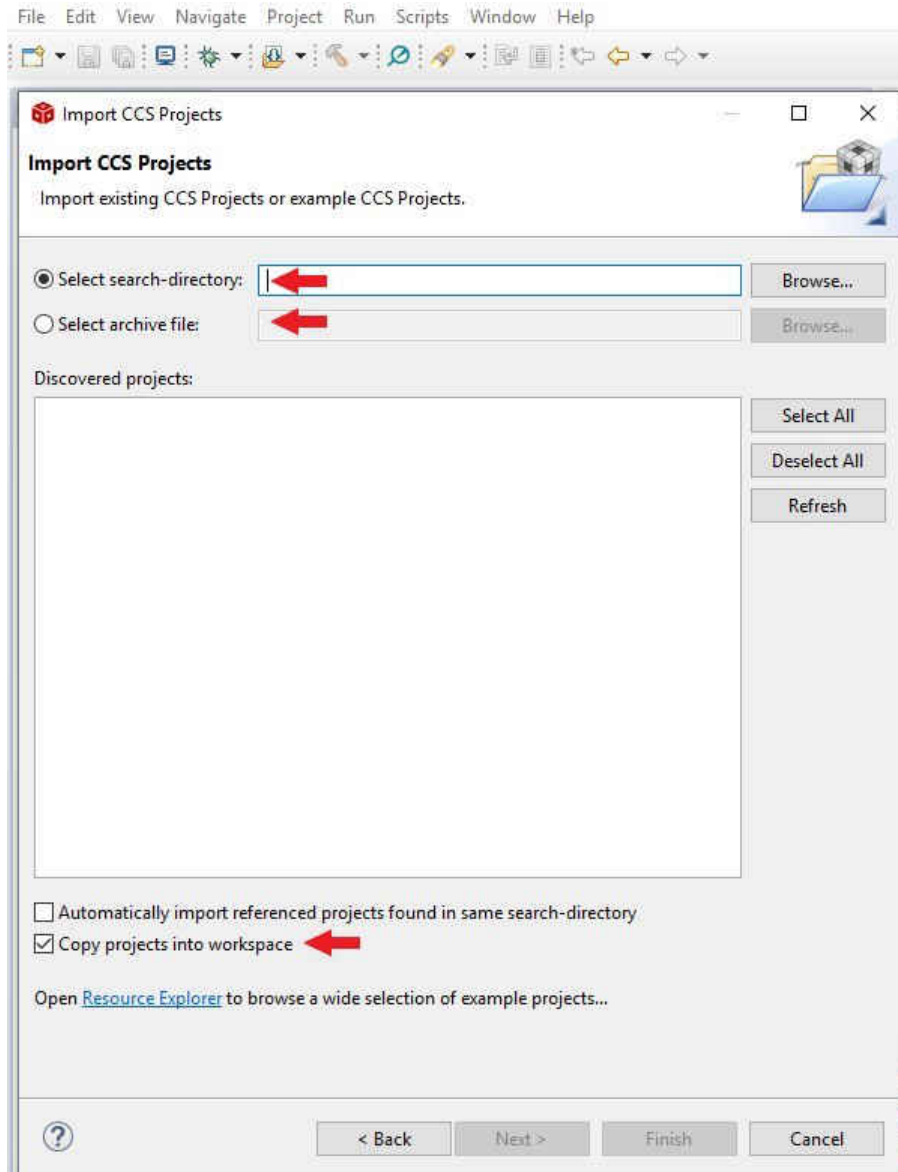 File Edit View Navigate Project Run Scripts Window Help
Import CCS Projects
Import CCS Projects
Import existing CCS Projects or example CCS Projects.
Select search-directory: Browse...
Select archive file: Browse...
Discovered projects:
Select All
Deselect All
Refresh
Automatically import referenced projects found in same search-directory
Copy projects into workspace
Open Resource Explorer to browse a wide selection of example projects...
? < Back Next > Finish Cancel